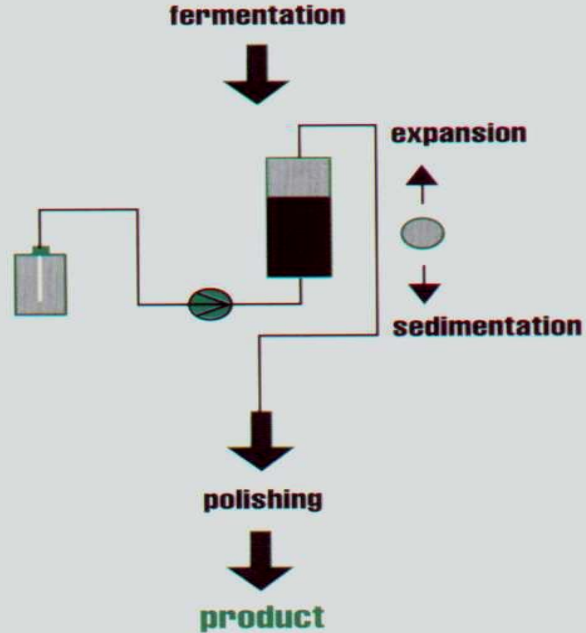 fermentation
expansion
sedimentation
polishing
product